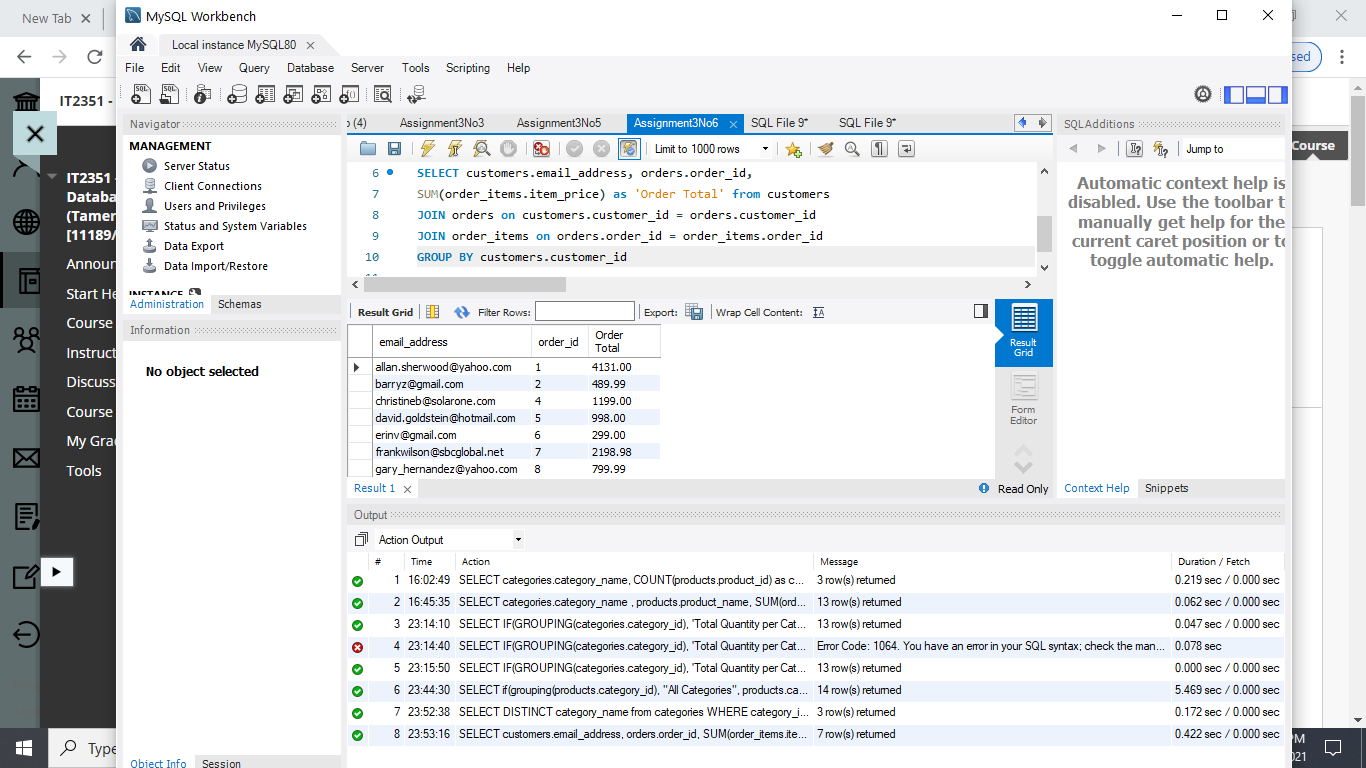 New Tab
MySQL Workbench
Local instance MySQL80
File Edit View Query Database Server Tools Scripting Help
IT2351 -
Navigator
MANAGEMENT
Server Status
Client Connections
Users and Privileges
Status and System Variables
Data Export
Data Import/Restore
Administration Schemas
Information
No object selected
Object Info Session
IT2351 -
Databa
(Tamer
[11189/
Announ
Start He
Course
Instruct
Discuss
Course
My Gra
Tools
(4) Assignment3No3 Assignment3No5 Assignment3No6 SQL File 9* SQL File 9*
Limit to 1000 rows
6 SELECT customers.email_address, orders.order_id,
7 SUM(order_items.item_price) as 'Order Total' from customers
8 JOIN orders on customers.customer_id = orders.customer_id
9 JOIN order_items on orders.order_id = order_items.order_id
10 GROUP BY customers.customer_id
Result Grid Filter Rows: Export: Wrap Cell Content:
email_address order_id Order Total
allan.sherwood@yahoo.com 1 4131.00
barryz@gmail.com 2 489.99
christineb@solarone.com 4 1199.00
david.goldstein@hotmail.com 5 998.00
erinv@gmail.com 6 299.00
frankwilson@sbcglobal.net 7 2198.98
gary_hernandez@yahoo.com 8 799.99
Result Grid
Form Editor
Result 1 Read Only
SQLAdditions
Jump to
Automatic context help is
disabled. Use the toolbar t
manually get help for the
current caret position or to
toggle automatic help.
Context Help Snippets
Output
Action Output
# Time Action Message Duration / Fetch
1 16:02:49 SELECT categories.category_name, COUNT(products.product_id) as c... 3 row(s) returned 0.219 sec / 0.000 sec
2 16:45:35 SELECT categories.category_name , products.product_name, SUM(ord... 13 row(s) returned 0.062 sec / 0.000 sec
3 23:14:10 SELECT IF(GROUPING(categories.category_id), 'Total Quantity per Cat... 13 row(s) returned 0.047 sec / 0.000 sec
4 23:14:40 SELECT IF(GROUPING(categories.category_id), 'Total Quantity per Cat... Error Code: 1064. You have an error in your SQL syntax; check the man... 0.078 sec
5 23:15:50 SELECT IF(GROUPING(categories.category_id), 'Total Quantity per Cat... 13 row(s) returned 0.000 sec / 0.000 sec
6 23:44:30 SELECT if(grouping(products.category_id), "All Categories", products.ca... 14 row(s) returned 5.469 sec / 0.000 sec
7 23:52:38 SELECT DISTINCT category_name from categories WHERE category_i... 3 row(s) returned 0.172 sec / 0.000 sec
8 23:53:16 SELECT customers.email_address, orders.order_id, SUM(order_items.ite... 7 row(s) returned 0.422 sec / 0.000 sec
sed
Course
Type
PM
021